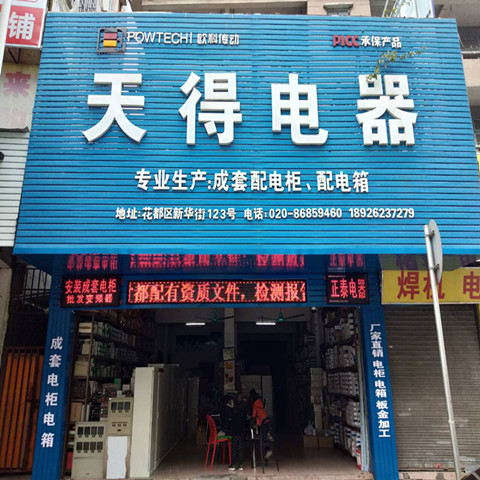 POWTECH 欧科传动
PICC 承保产品
天得电器
专业生产:成套配电柜、配电箱
地址:花都区新华街123号 电话:020-86859460 18926237279
安装成套电柜
批发变频器
都配有资质文件,检测报
正泰电器
焊机 电
成套电柜电箱
厂家直销电柜电箱钣金加工
铺
来